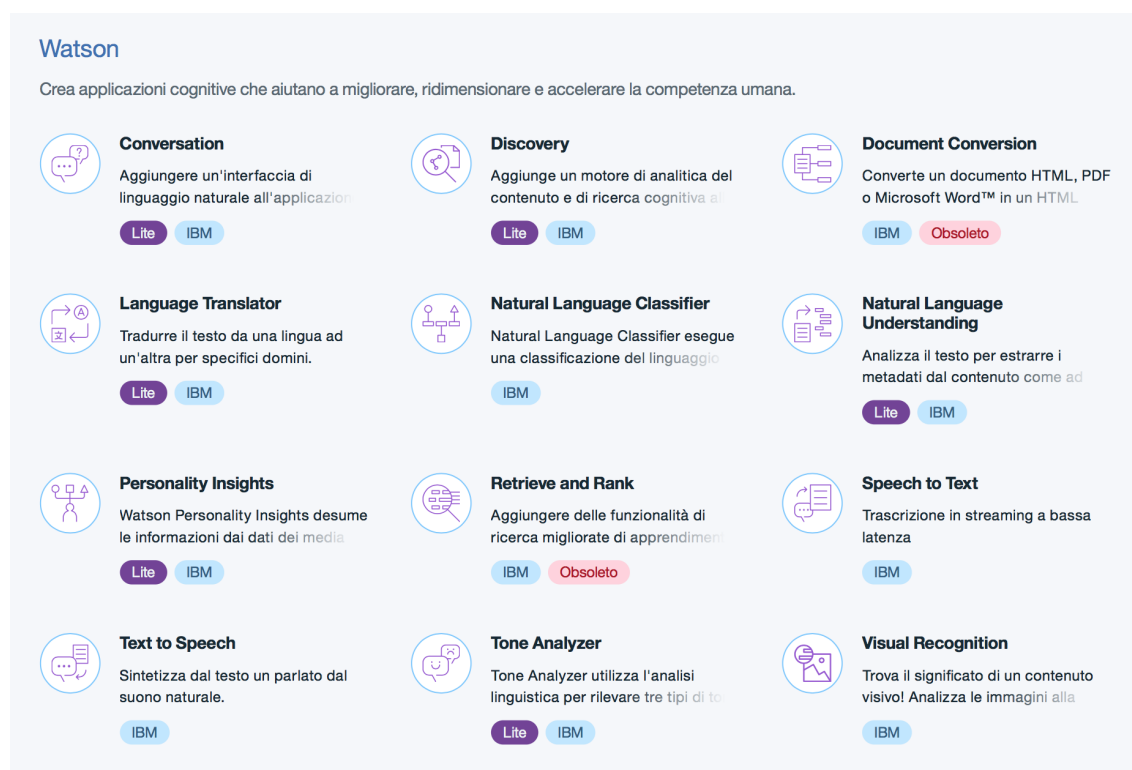 Watson
Crea applicazioni cognitive che aiutano a migliorare, ridimensionare e accelerare la competenza umana.
Conversation
Aggiungere un'interfaccia di
linguaggio naturale all'applicazion
Lite IBM
Discovery
Aggiunge un motore di analitica del
contenuto e di ricerca cognitiva al
Lite IBM
Document Conversion
Converte un documento HTML, PDF
o Microsoft Word™ in un HTML
IBM Obsoleto
Language Translator
Tradurre il testo da una lingua ad
un'altra per specifici domini.
Lite IBM
Natural Language Classifier
Natural Language Classifier esegue
una classificazione del linguaggio
IBM
Natural Language
Understanding
Analizza il testo per estrarre i
metadati dal contenuto come ad
Lite IBM
Personality Insights
Watson Personality Insights desume
le informazioni dai dati dei media
Lite IBM
Retrieve and Rank
Aggiungere delle funzionalità di
ricerca migliorate di apprendimen
IBM Obsoleto
Speech to Text
Trascrizione in streaming a bassa
latenza
IBM
Text to Speech
Sintetizza dal testo un parlato dal
suono naturale.
IBM
Tone Analyzer
Tone Analyzer utilizza l'analisi
linguistica per rilevare tre tipi di to
Lite IBM
Visual Recognition
Trova il significato di un contenuto
visivo! Analizza le immagini alla
IBM